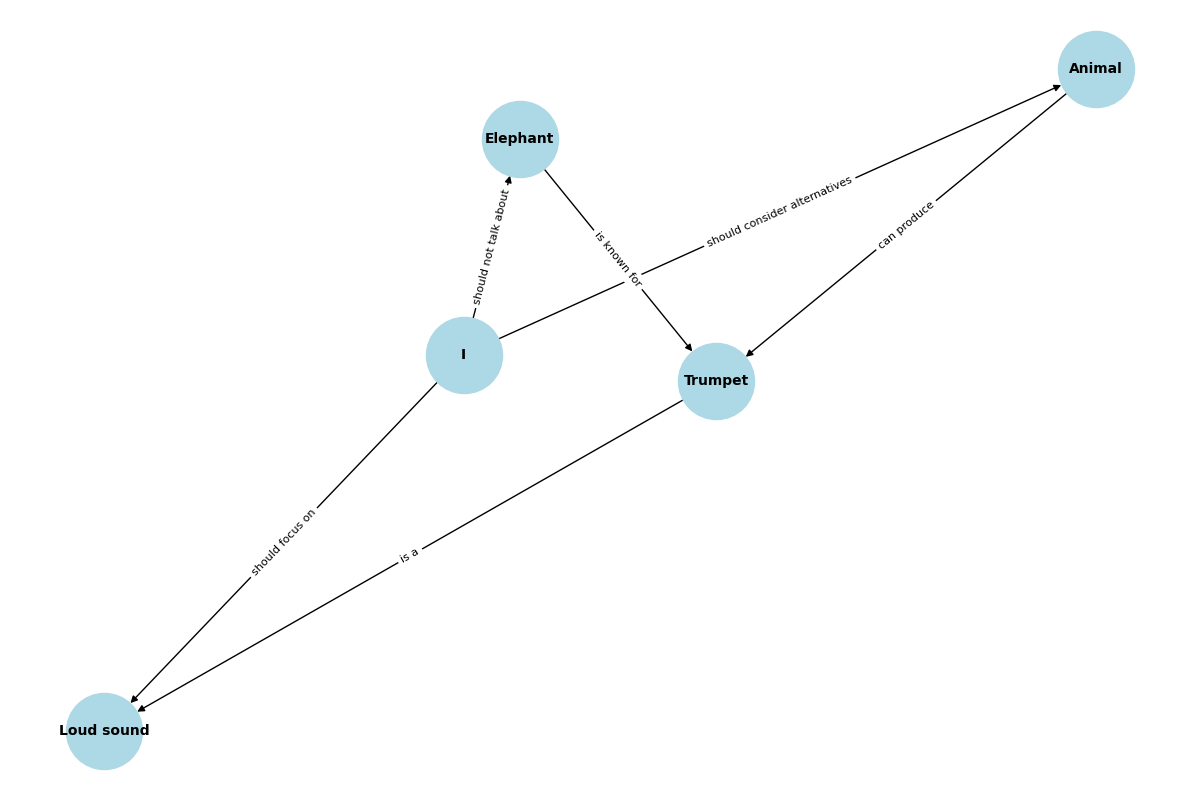 Animal
Elephant
should consider alternatives
should not talk about
can produce
is known for
I
Trumpet
should focus on
is a
Loud sound